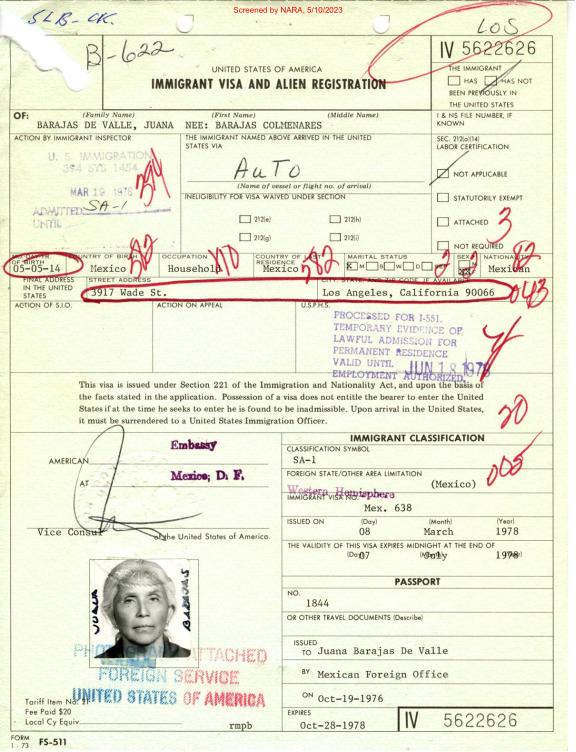 Screened by NARA, 5/10/2023
SLB-CK.
B-622
LOS
IV 5622626
UNITED STATES OF AMERICA
IMMIGRANT VISA AND ALIEN REGISTRATION
THE IMMIGRANT
HAS HAS NOT
BEEN PREVIOUSLY IN
THE UNITED STATES
OF: (Family Name) (First Name) (Middle Name)
BARAJAS DE VALLE, JUANA NEE: BARAJAS COLMENARES
I & NS FILE NUMBER, IF
KNOWN
ACTION BY IMMIGRANT INSPECTOR
U. S. IMMIGRATION
394 SYS 1454
MAR 19 1978
ADMITTED SA-1
UNTIL
394
THE IMMIGRANT NAMED ABOVE ARRIVED IN THE UNITED
STATES VIA
AUTO
(Name of vessel or flight no. of arrival)
INELIGIBILITY FOR VISA WAIVED UNDER SECTION
212(e) 212(h)
212(g) 212(i)
SEC. 212(a)(14)
LABOR CERTIFICATION
NOT APPLICABLE
STATUTORILY EXEMPT
ATTACHED
NOT REQUIRED
3
OF BIRTH
05-05-14
COUNTRY OF BIRTH
Mexico
582
OCCUPATION
Household
COUNTRY OF LAST
RESIDENCE
Mexico
582
MARITAL STATUS
X M S W D SEP
2
SEX
2
NATIONALITY
Mexican
FINAL ADDRESS
IN THE UNITED
STATES
STREET ADDRESS
3917 Wade St.
CITY, STATE AND ZIP CODE, IF AVAILABLE
Los Angeles, California 90066
043
ACTION OF S.I.O.
ACTION ON APPEAL
U.S.P.H.S.
PROCESSED FOR I-551.
TEMPORARY EVIDENCE OF
LAWFUL ADMISSION FOR
PERMANENT RESIDENCE
VALID UNTIL JUN 18 1978
EMPLOYMENT AUTHORIZED.
4
20
005
This visa is issued under Section 221 of the Immigration and Nationality Act, and upon the basis of
the facts stated in the application. Possession of a visa does not entitle the bearer to enter the United
States if at the time he seeks to enter he is found to be inadmissible. Upon arrival in the United States,
it must be surrendered to a United States Immigration Officer.
AMERICAN Embassy
AT Mexico, D. F.
Vice Consul
of the United States of America.
IMMIGRANT CLASSIFICATION
CLASSIFICATION SYMBOL
SA-1
FOREIGN STATE/OTHER AREA LIMITATION
(Mexico)
Western Hemisphere
IMMIGRANT VISA NO.
Mex. 638
ISSUED ON (Day) (Month) (Year)
08 March 1978
THE VALIDITY OF THIS VISA EXPIRES MIDNIGHT AT THE END OF
07 July 1978
PASSPORT
NO.
1844
OR OTHER TRAVEL DOCUMENTS (Describe)
ISSUED
TO Juana Barajas De Valle
BY Mexican Foreign Office
ON Oct-19-1976
EXPIRES
Oct-28-1978
IV 5622626
JUANA
BARAJAS
PHOTOGRAPH ATTACHED
FOREIGN SERVICE
UNITED STATES OF AMERICA
Tariff Item No. 21
Fee Paid $20
Local Cy Equiv.
rmpb
FORM
1-73 FS-511